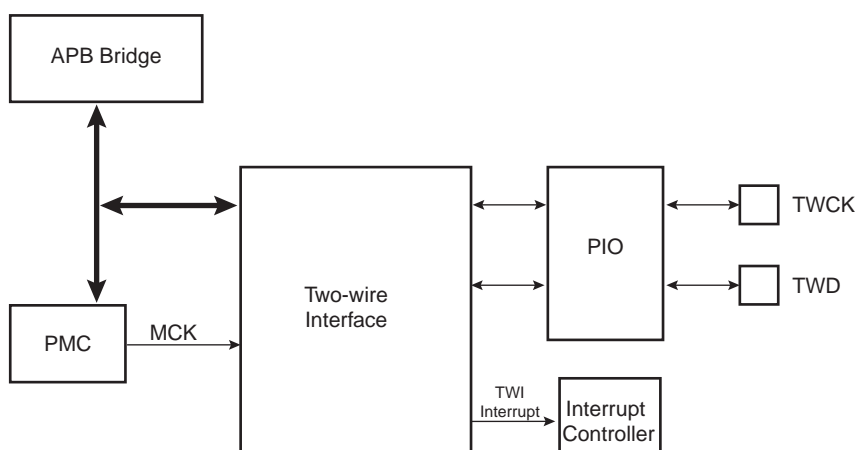 APB Bridge
TWCK
PIO
TWD
Two-wire
Interface
PMC
MCK
TWI
Interrupt
Interrupt
Controller